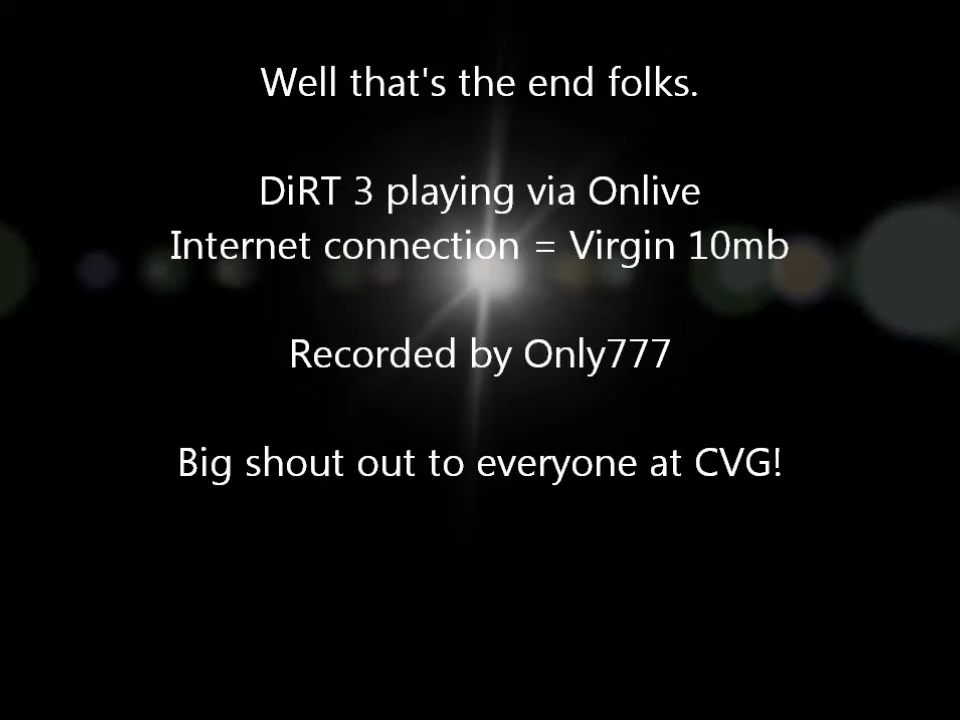 Well that's the end folks.
DiRT 3 playing via Onlive
Internet connection = Virgin 10mb
Recorded by Only777
Big shout out to everyone at CVG!